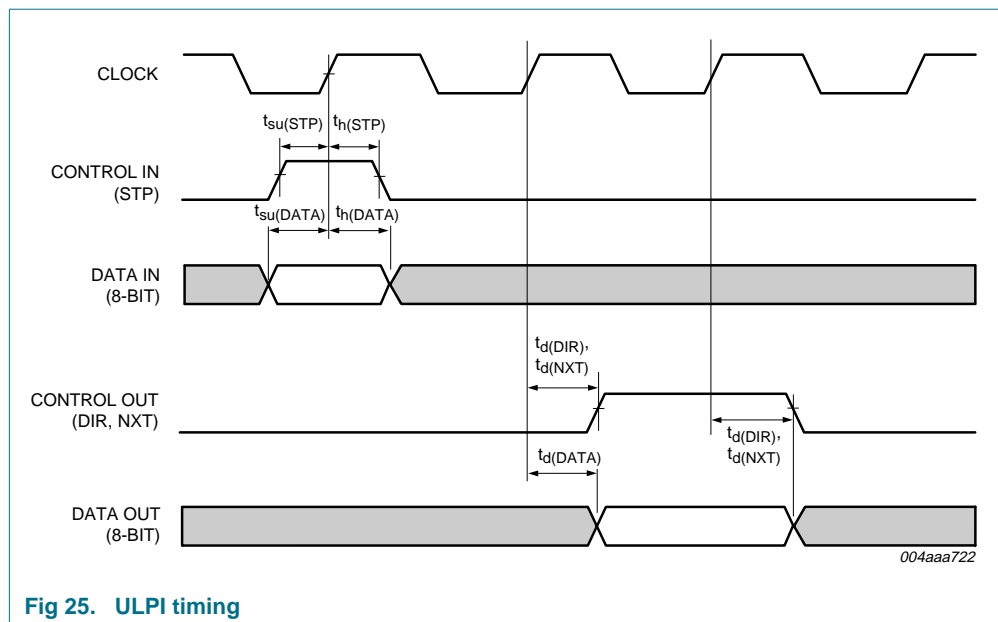 CLOCK
tsu(STP) th(STP)
CONTROL IN
(STP)
tsu(DATA) th(DATA)
DATA IN
(8-BIT)
td(DIR),
td(NXT)
CONTROL OUT
(DIR, NXT)
td(DIR),
td(NXT)
td(DATA)
DATA OUT
(8-BIT)
004aaa722
Fig 25. ULPI timing